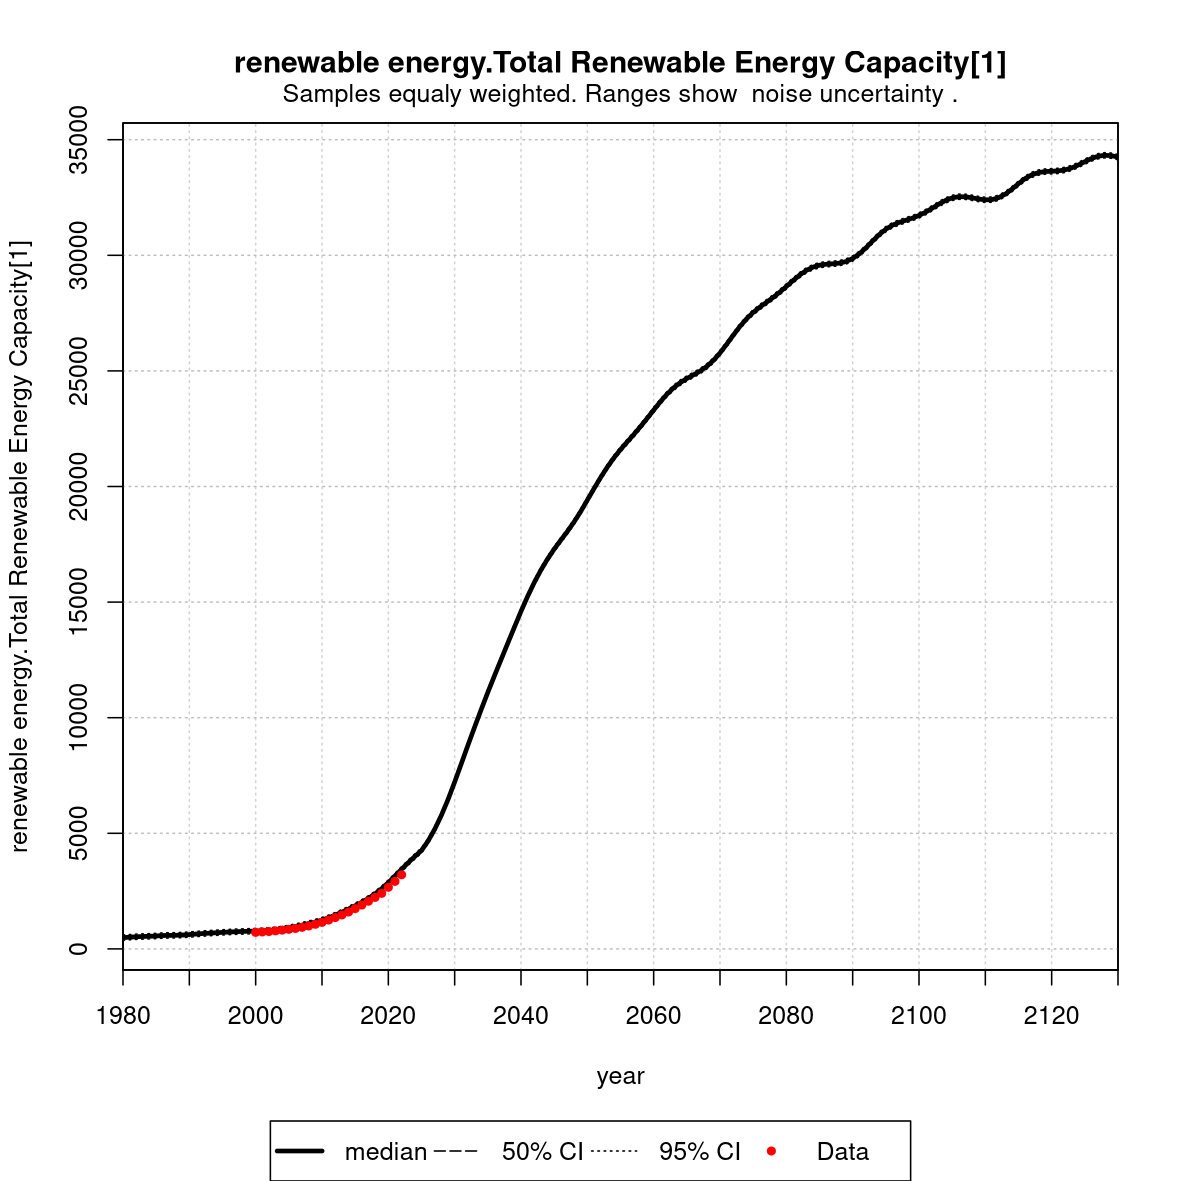 renewable energy.Total Renewable Energy Capacity[1]
Samples equaly weighted. Ranges show  noise uncertainty .
renewable energy.Total Renewable Energy Capacity[1]
35000
30000
25000
20000
15000
10000
5000
0
1980 2000 2020 2040 2060 2080 2100 2120
year
median 50% CI 95% CI Data